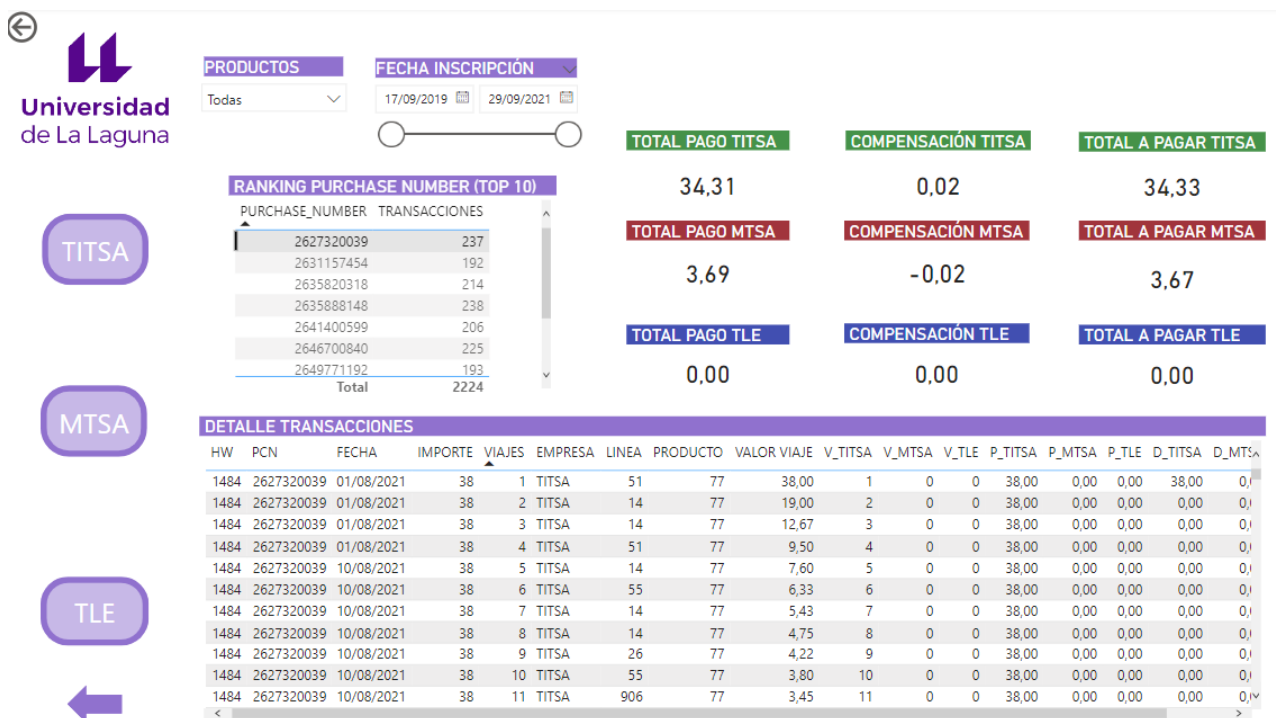 Universidad
de La Laguna
PRODUCTOS
Todas
FECHA INSCRIPCIÓN
17/09/2019 29/09/2021
RANKING PURCHASE NUMBER (TOP 10)
PURCHASE_NUMBER TRANSACCIONES
2627320039 237
2631157454 192
2635820318 214
2635888148 238
2641400599 206
2646700840 225
2649771192 193
Total 2224
TOTAL PAGO TITSA COMPENSACIÓN TITSA TOTAL A PAGAR TITSA
34,31 0,02 34,33
TOTAL PAGO MTSA COMPENSACIÓN MTSA TOTAL A PAGAR MTSA
3,69 -0,02 3,67
TOTAL PAGO TLE COMPENSACIÓN TLE TOTAL A PAGAR TLE
0,00 0,00 0,00
TITSA
MTSA
TLE
DETALLE TRANSACCIONES
HW PCN FECHA IMPORTE VIAJES EMPRESA LINEA PRODUCTO VALOR VIAJE V_TITSA V_MTSA V_TLE P_TITSA P_MTSA P_TLE D_TITSA D_MTS
1484 2627320039 01/08/2021 38 1 TITSA 51 77 38,00 1 0 0 38,00 0,00 0,00 38,00 0,
1484 2627320039 01/08/2021 38 2 TITSA 14 77 19,00 2 0 0 38,00 0,00 0,00 0,00 0,
1484 2627320039 01/08/2021 38 3 TITSA 14 77 12,67 3 0 0 38,00 0,00 0,00 0,00 0,
1484 2627320039 01/08/2021 38 4 TITSA 51 77 9,50 4 0 0 38,00 0,00 0,00 0,00 0,
1484 2627320039 10/08/2021 38 5 TITSA 14 77 7,60 5 0 0 38,00 0,00 0,00 0,00 0,
1484 2627320039 10/08/2021 38 6 TITSA 55 77 6,33 6 0 0 38,00 0,00 0,00 0,00 0,
1484 2627320039 10/08/2021 38 7 TITSA 14 77 5,43 7 0 0 38,00 0,00 0,00 0,00 0,
1484 2627320039 10/08/2021 38 8 TITSA 14 77 4,75 8 0 0 38,00 0,00 0,00 0,00 0,
1484 2627320039 10/08/2021 38 9 TITSA 26 77 4,22 9 0 0 38,00 0,00 0,00 0,00 0,
1484 2627320039 10/08/2021 38 10 TITSA 55 77 3,80 10 0 0 38,00 0,00 0,00 0,00 0,
1484 2627320039 10/08/2021 38 11 TITSA 906 77 3,45 11 0 0 38,00 0,00 0,00 0,00 0,